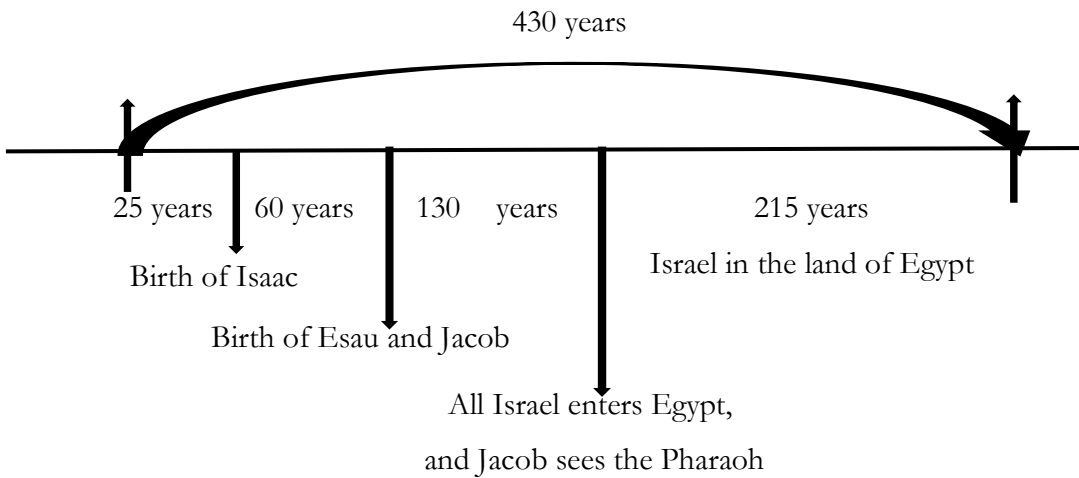 430 years
25 years 60 years 130 years 215 years
Birth of Isaac
Israel in the land of Egypt
Birth of Esau and Jacob
All Israel enters Egypt,
and Jacob sees the Pharaoh